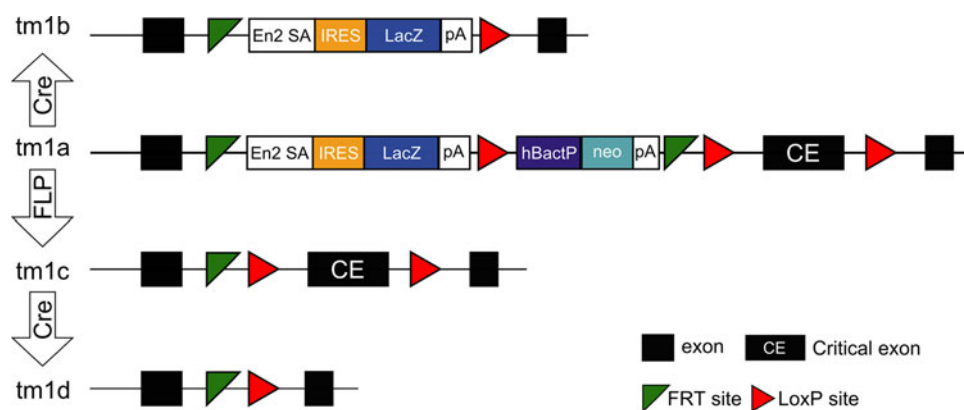 tm1b En2 SA IRES LacZ pA
Cre
tm1a En2 SA IRES LacZ pA hBactP neo pA CE
FLP
tm1c CE
Cre
exon CE Critical exon
tm1d
FRT site LoxP site